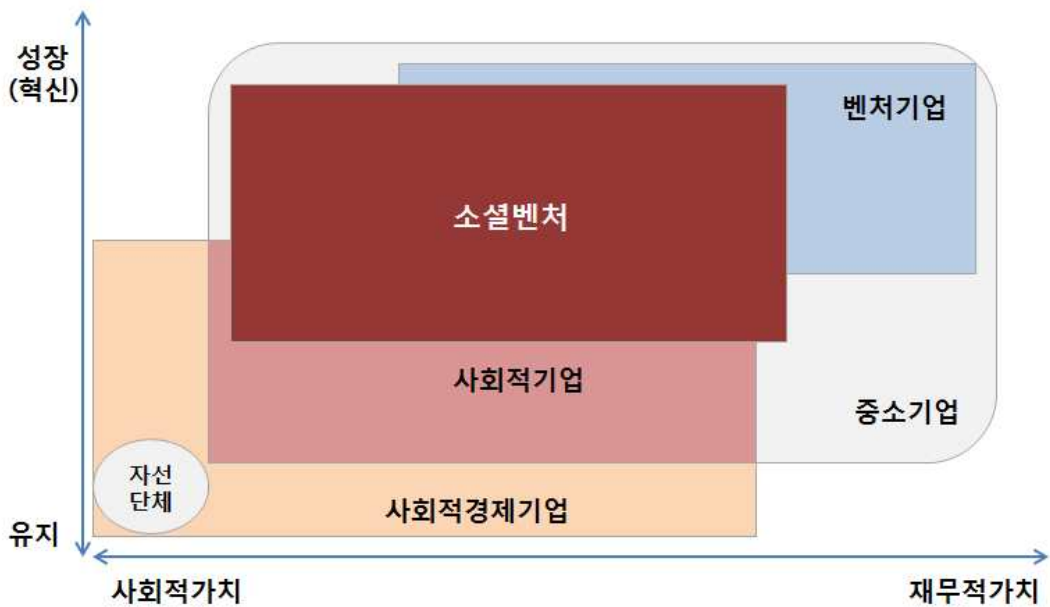 성장
(혁신)
벤처기업
소셜벤처
사회적기업
중소기업
자선
단체
사회적경제기업
유지
사회적가치
재무적가치